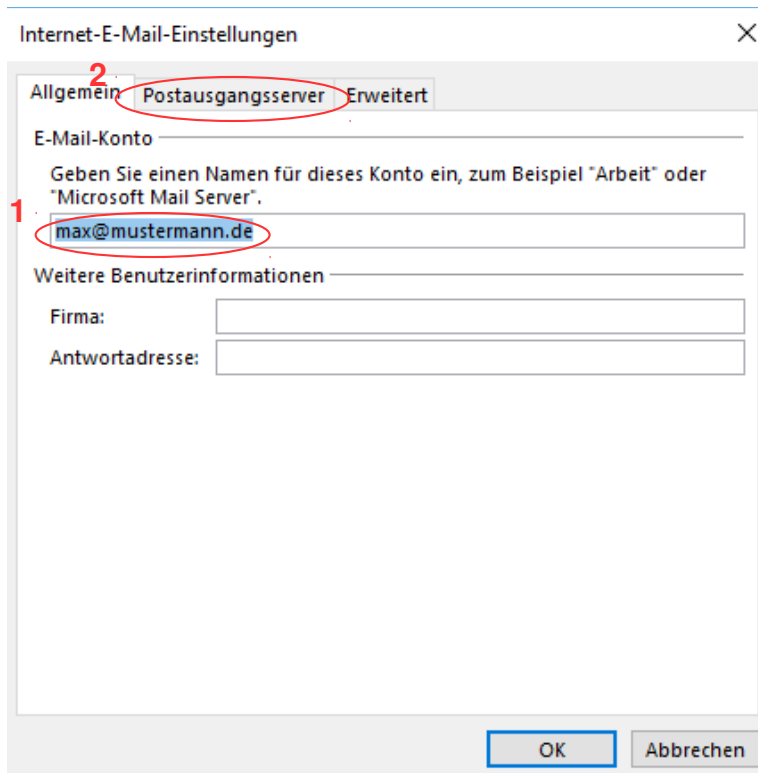 Internet-E-Mail-Einstellungen
2
Allgemein Postausgangsserver Erweitert
E-Mail-Konto
Geben Sie einen Namen für dieses Konto ein, zum Beispiel "Arbeit" oder
"Microsoft Mail Server".
1
max@mustermann.de
Weitere Benutzerinformationen
Firma:
Antwortadresse:
OK Abbrechen